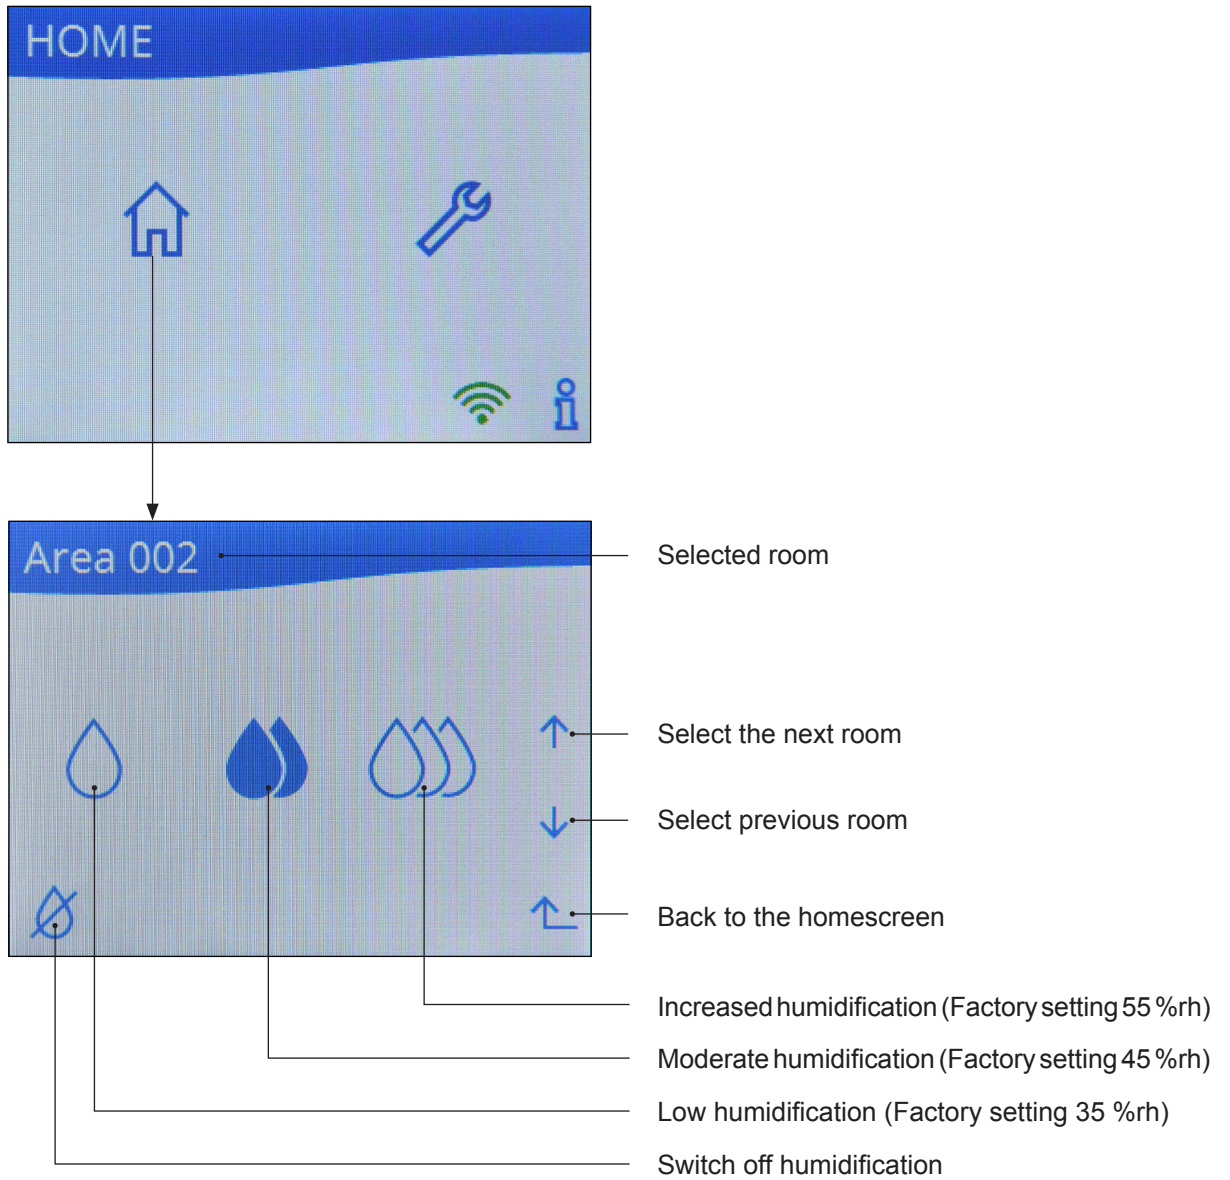 HOME
Area 002
Selected room
Select the next room
Select previous room
Back to the homescreen
Increased humidification (Factory setting 55 %rh)
Moderate humidification (Factory setting 45 %rh)
Low humidification (Factory setting 35 %rh)
Switch off humidification